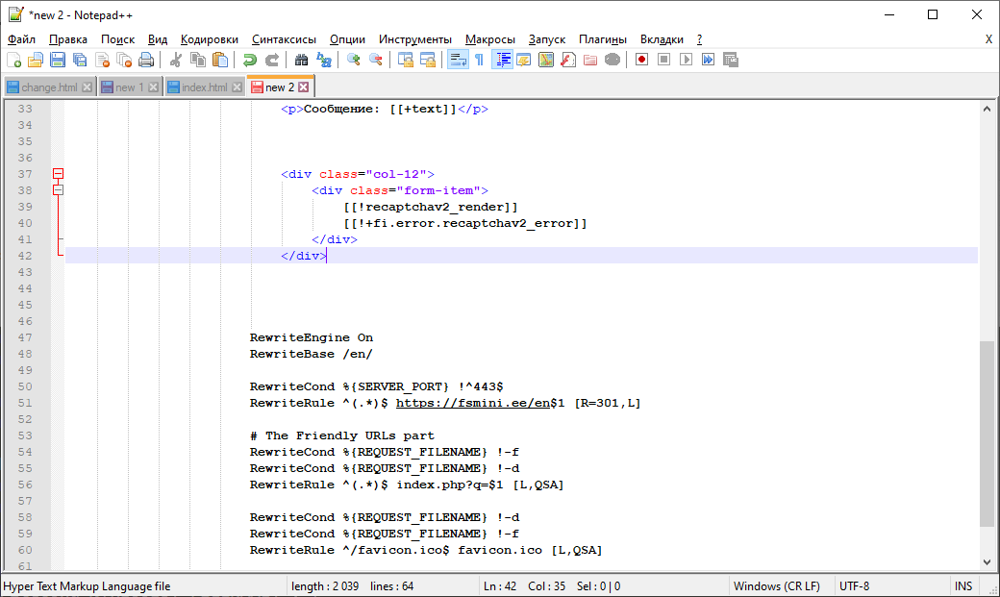 *new 2 - Notepad++
Файл Правка Поиск Вид Кодировки Синтаксисы Опции Инструменты Макросы Запуск Плагины Вкладки ? X
change.html new 1 index.html new 2
33 <p>Сообщение: [[+text]]</p>
34
35
36
37 <div class="col-12">
38 <div class="form-item">
39 [[!recaptchav2_render]]
40 [[!+fi.error.recaptchav2_error]]
41 </div>
42 </div>
43
44
45
46
47 RewriteEngine On
48 RewriteBase /en/
49
50 RewriteCond %{SERVER_PORT} !^443$
51 RewriteRule ^(.*)$ https://fsmini.ee/en$1 [R=301,L]
52
53 # The Friendly URLs part
54 RewriteCond %{REQUEST_FILENAME} !-f
55 RewriteCond %{REQUEST_FILENAME} !-d
56 RewriteRule ^(.*)$ index.php?q=$1 [L,QSA]
57
58 RewriteCond %{REQUEST_FILENAME} !-d
59 RewriteCond %{REQUEST_FILENAME} !-f
60 RewriteRule ^/favicon.ico$ favicon.ico [L,QSA]
61
Hyper Text Markup Language file length : 2 039 lines : 64 Ln : 42 Col : 35 Sel : 0 | 0 Windows (CR LF) UTF-8 INS